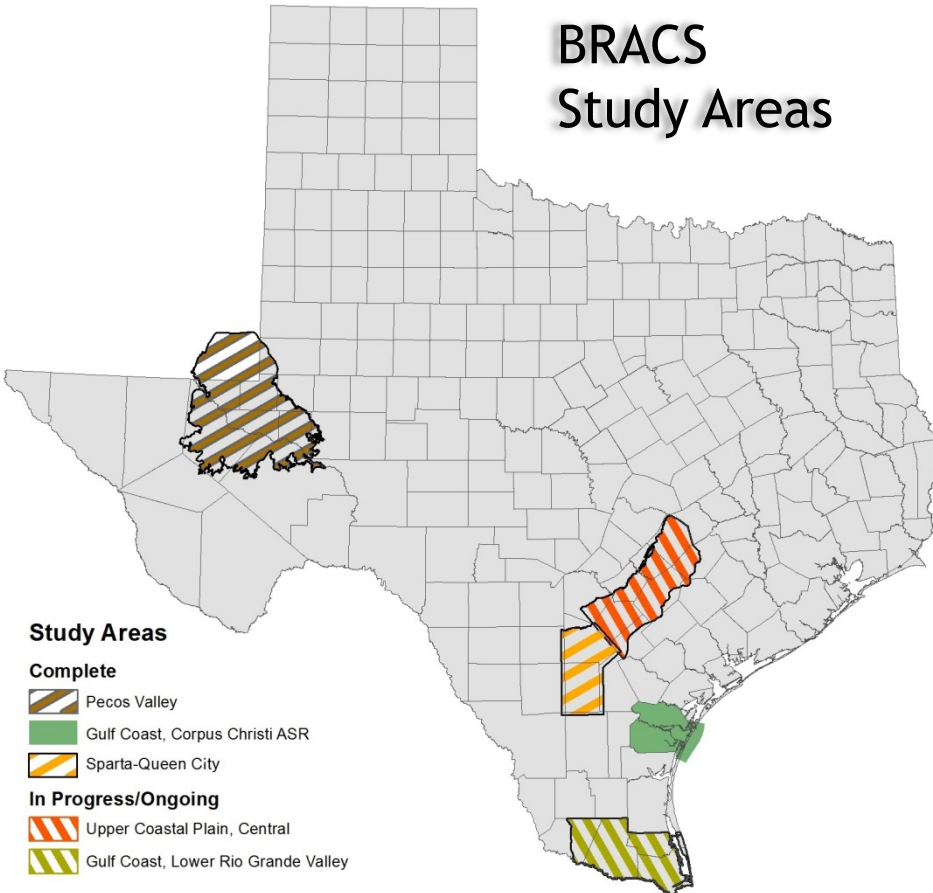 BRACS
Study Areas
Study Areas
Complete
Pecos Valley
Gulf Coast, Corpus Christi ASR
Sparta-Queen City
In Progress/Ongoing
Upper Coastal Plain, Central
Gulf Coast, Lower Rio Grande Valley